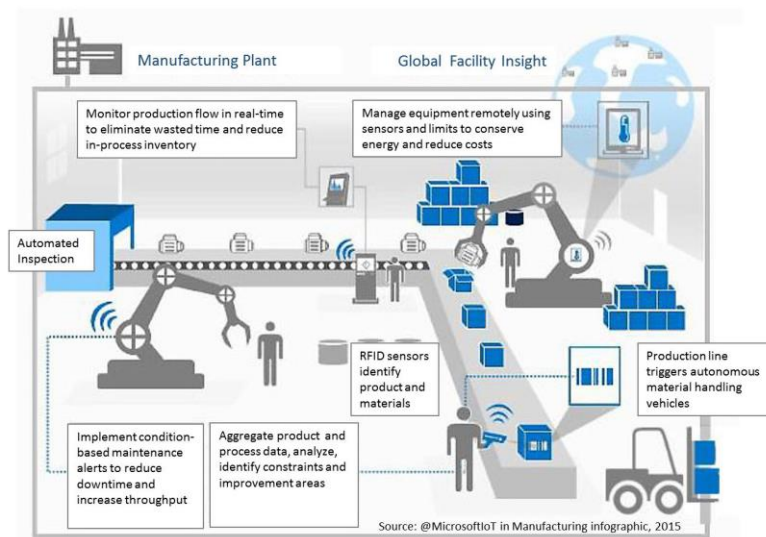 Manufacturing Plant
Global Facility Insight
Monitor production flow in real-time
to eliminate wasted time and reduce
in-process inventory
Manage equipment remotely using
sensors and limits to conserve
energy and reduce costs
Automated
Inspection
RFID sensors
identify
product and
materials
Production line
triggers autonomous
material handling
vehicles
Implement condition-
based maintenance
alerts to reduce
downtime and
increase throughput
Aggregate product and
process data, analyze,
identify constraints and
improvement areas
Source: @MicrosoftIoT in Manufacturing infographic, 2015